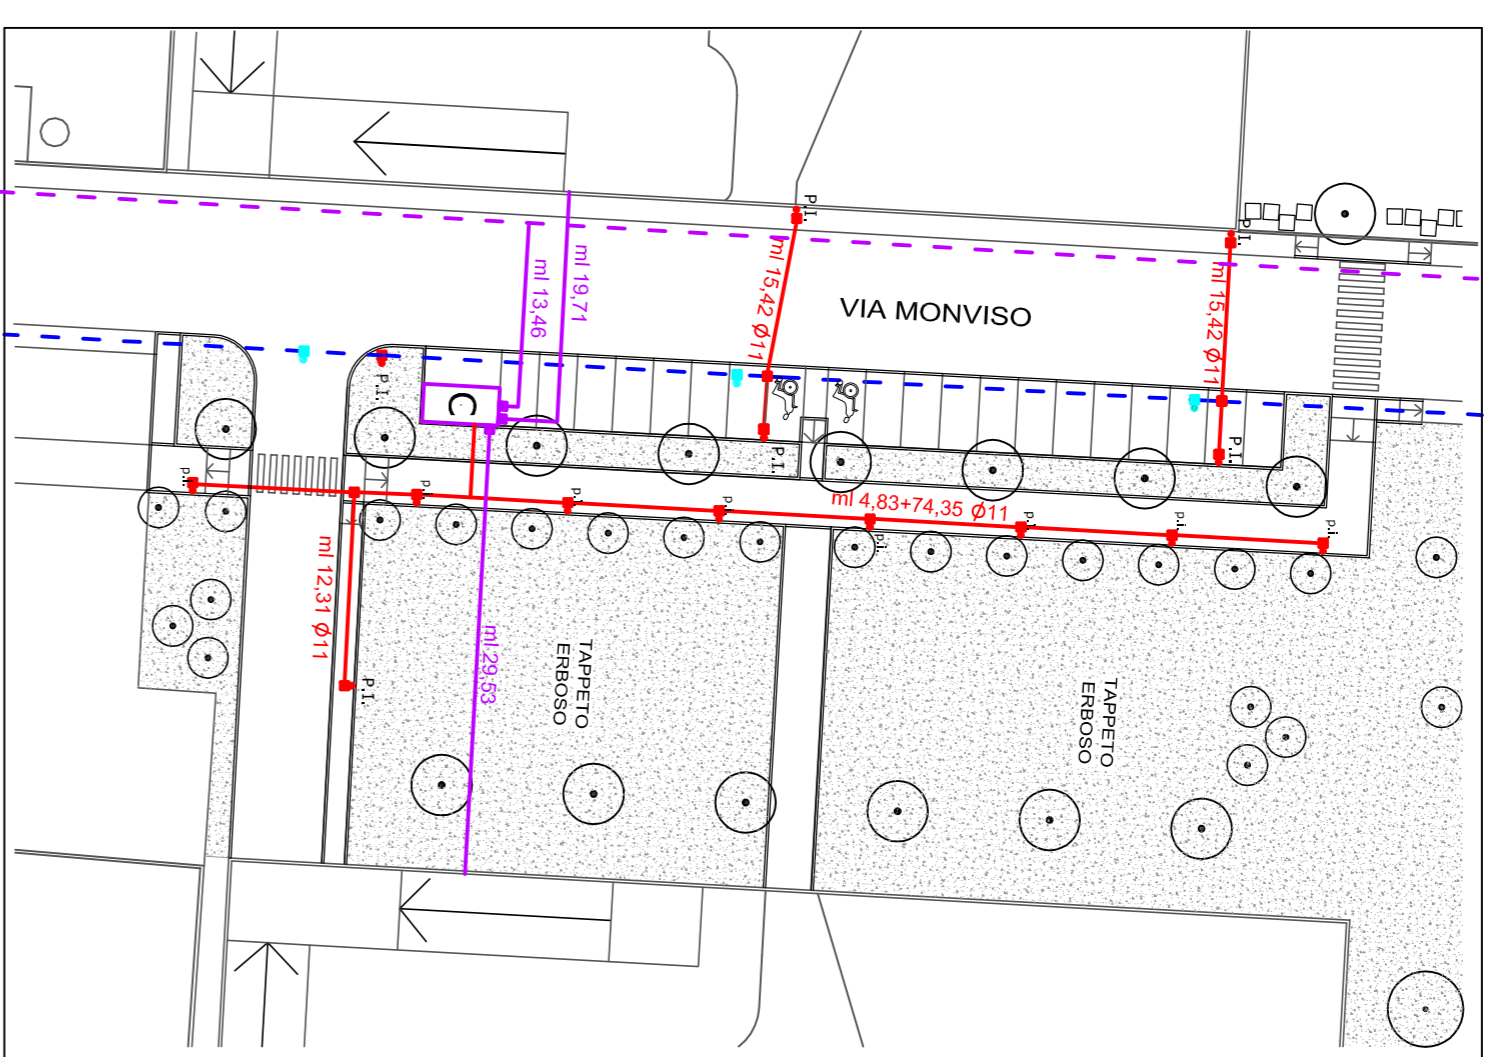 P.I.
P.I.
ml 19,71
ml 13,46
ml 15,42 Ø11
VIA MONVISO
ml 15,42 Ø11
P.I.
C
P.I.
P.I.
p.i.
p.i.
p.i.
p.i.
ml 4,83+74,35 Ø11
p.i.
p.i.
p.i.
p.i.
ml 12,31 Ø11
P.I.
ml 29,53
TAPPETO
ERBOSO
TAPPETO
ERBOSO